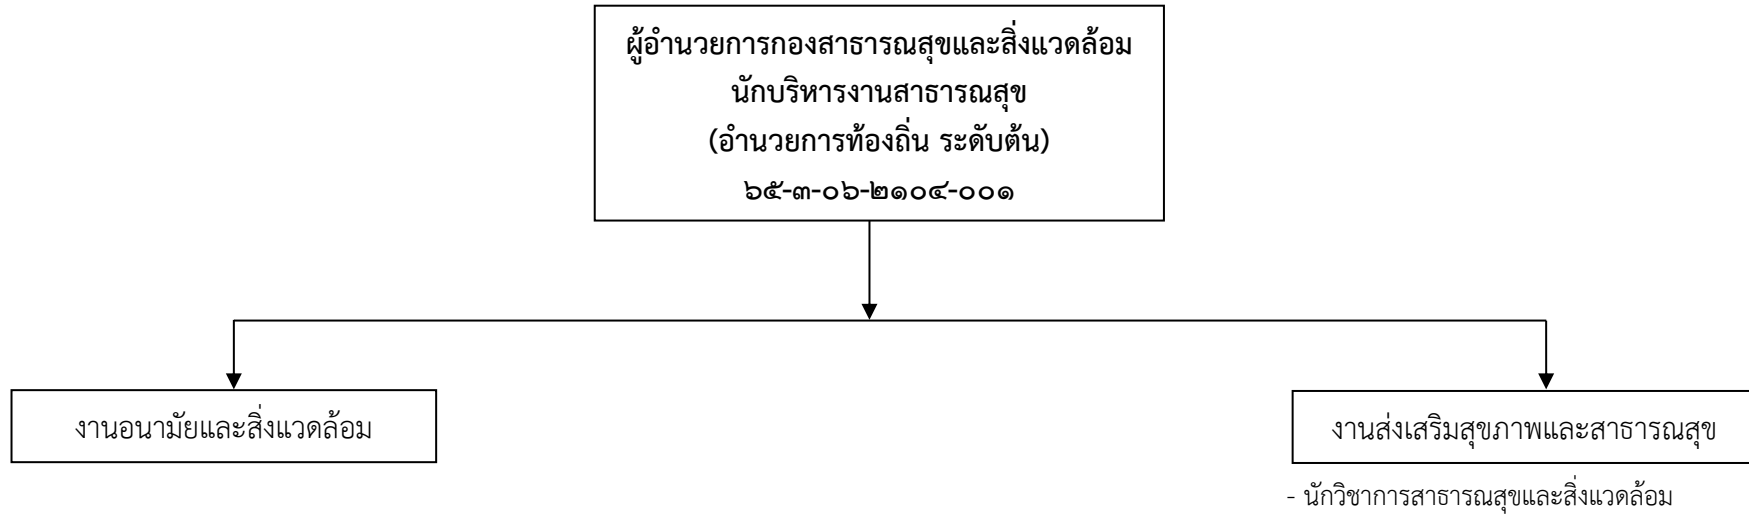 ผู้อำนวยการกองสาธารณสุขและสิ่งแวดล้อม
นักบริหารงานสาธารณสุข
(อำนวยการท้องถิ่น ระดับต้น)
๖๕-๓-๐๖-๒๑๐๔-๐๐๑
งานอนามัยและสิ่งแวดล้อม
งานส่งเสริมสุขภาพและสาธารณสุข
- นักวิชาการสาธารณสุขและสิ่งแวดล้อม